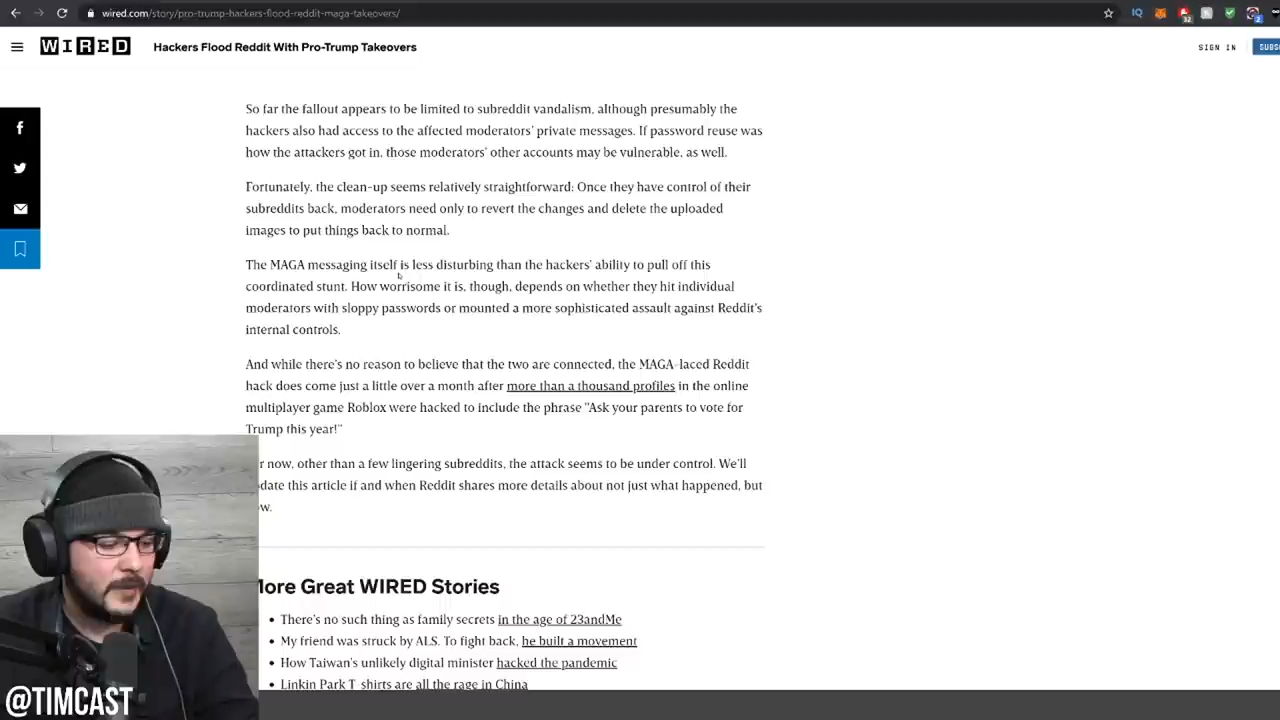 wired.com/story/pro-trump-hackers-flood-reddit-maga-takeovers/
WIRED
Hackers Flood Reddit With Pro-Trump Takeovers
SIGN IN
SUBS
So far the fallout appears to be limited to subreddit vandalism, although presumably the
hackers also had access to the affected moderators' private messages. If password reuse was
how the attackers got in, those moderators' other accounts may be vulnerable, as well.
Fortunately, the clean-up seems relatively straightforward: Once they have control of their
subreddits back, moderators need only to revert the changes and delete the uploaded
images to put things back to normal.
The MAGA messaging itself is less disturbing than the hackers' ability to pull off this
coordinated stunt. How worrisome it is, though, depends on whether they hit individual
moderators with sloppy passwords or mounted a more sophisticated assault against Reddit's
internal controls.
And while there's no reason to believe that the two are connected, the MAGA-laced Reddit
hack does come just a little over a month after more than a thousand profiles in the online
multiplayer game Roblox were hacked to include the phrase "Ask your parents to vote for
Trump this year!"
r now, other than a few lingering subreddits, the attack seems to be under control. We'll
date this article if and when Reddit shares more details about not just what happened, but
ow.
More Great WIRED Stories
• There's no such thing as family secrets in the age of 23andMe
• My friend was struck by ALS. To fight back, he built a movement
• How Taiwan's unlikely digital minister hacked the pandemic
• Linkin Park T-shirts are all the rage in China
@TIMCAST